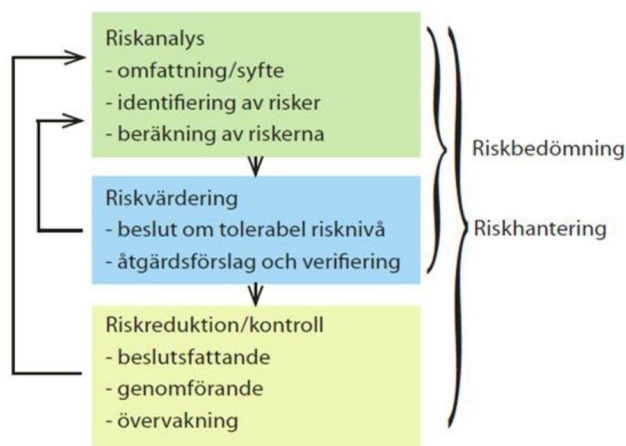 Riskanalys
- omfattning/syfte
- identifiering av risker
- beräkning av riskerna
Riskvärdering
- beslut om tolerabel risknivå
- åtgärdsförslag och verifiering
Riskreduktion/kontroll
- beslutsfattande
- genomförande
- övervakning
Riskbedömning
Riskhantering